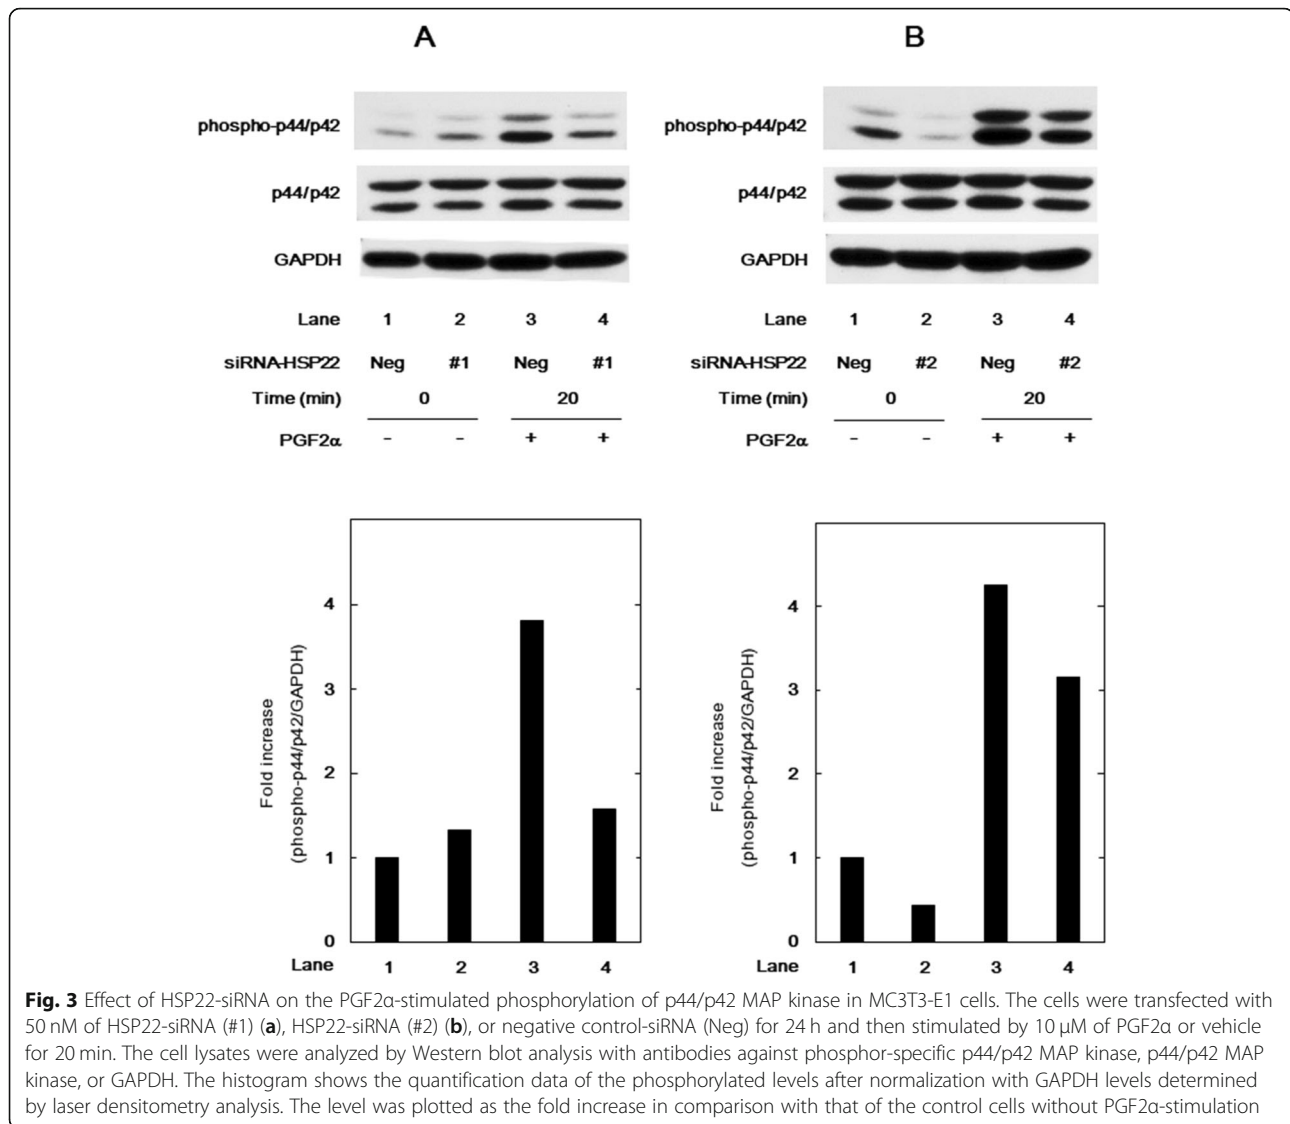 A
phospho-p44/p42
p44/p42
GAPDH
Lane 1 2 3 4
siRNA-HSP22 Neg #1 Neg #1
Time (min) 0 20
PGF2α - - + +
Fold increase
(phospho-p44/p42/GAPDH)
4
3
2
1
0
Lane 1 2 3 4
B
phospho-p44/p42
p44/p42
GAPDH
Lane 1 2 3 4
siRNA-HSP22 Neg #2 Neg #2
Time (min) 0 20
PGF2α - - + +
Fold increase
(phospho-p44/p42/GAPDH)
4
3
2
1
0
Lane 1 2 3 4
Fig. 3 Effect of HSP22-siRNA on the PGF2α-stimulated phosphorylation of p44/p42 MAP kinase in MC3T3-E1 cells. The cells were transfected with
50 nM of HSP22-siRNA (#1) (a), HSP22-siRNA (#2) (b), or negative control-siRNA (Neg) for 24 h and then stimulated by 10 μM of PGF2α or vehicle
for 20 min. The cell lysates were analyzed by Western blot analysis with antibodies against phosphor-specific p44/p42 MAP kinase, p44/p42 MAP
kinase, or GAPDH. The histogram shows the quantification data of the phosphorylated levels after normalization with GAPDH levels determined
by laser densitometry analysis. The level was plotted as the fold increase in comparison with that of the control cells without PGF2α-stimulation